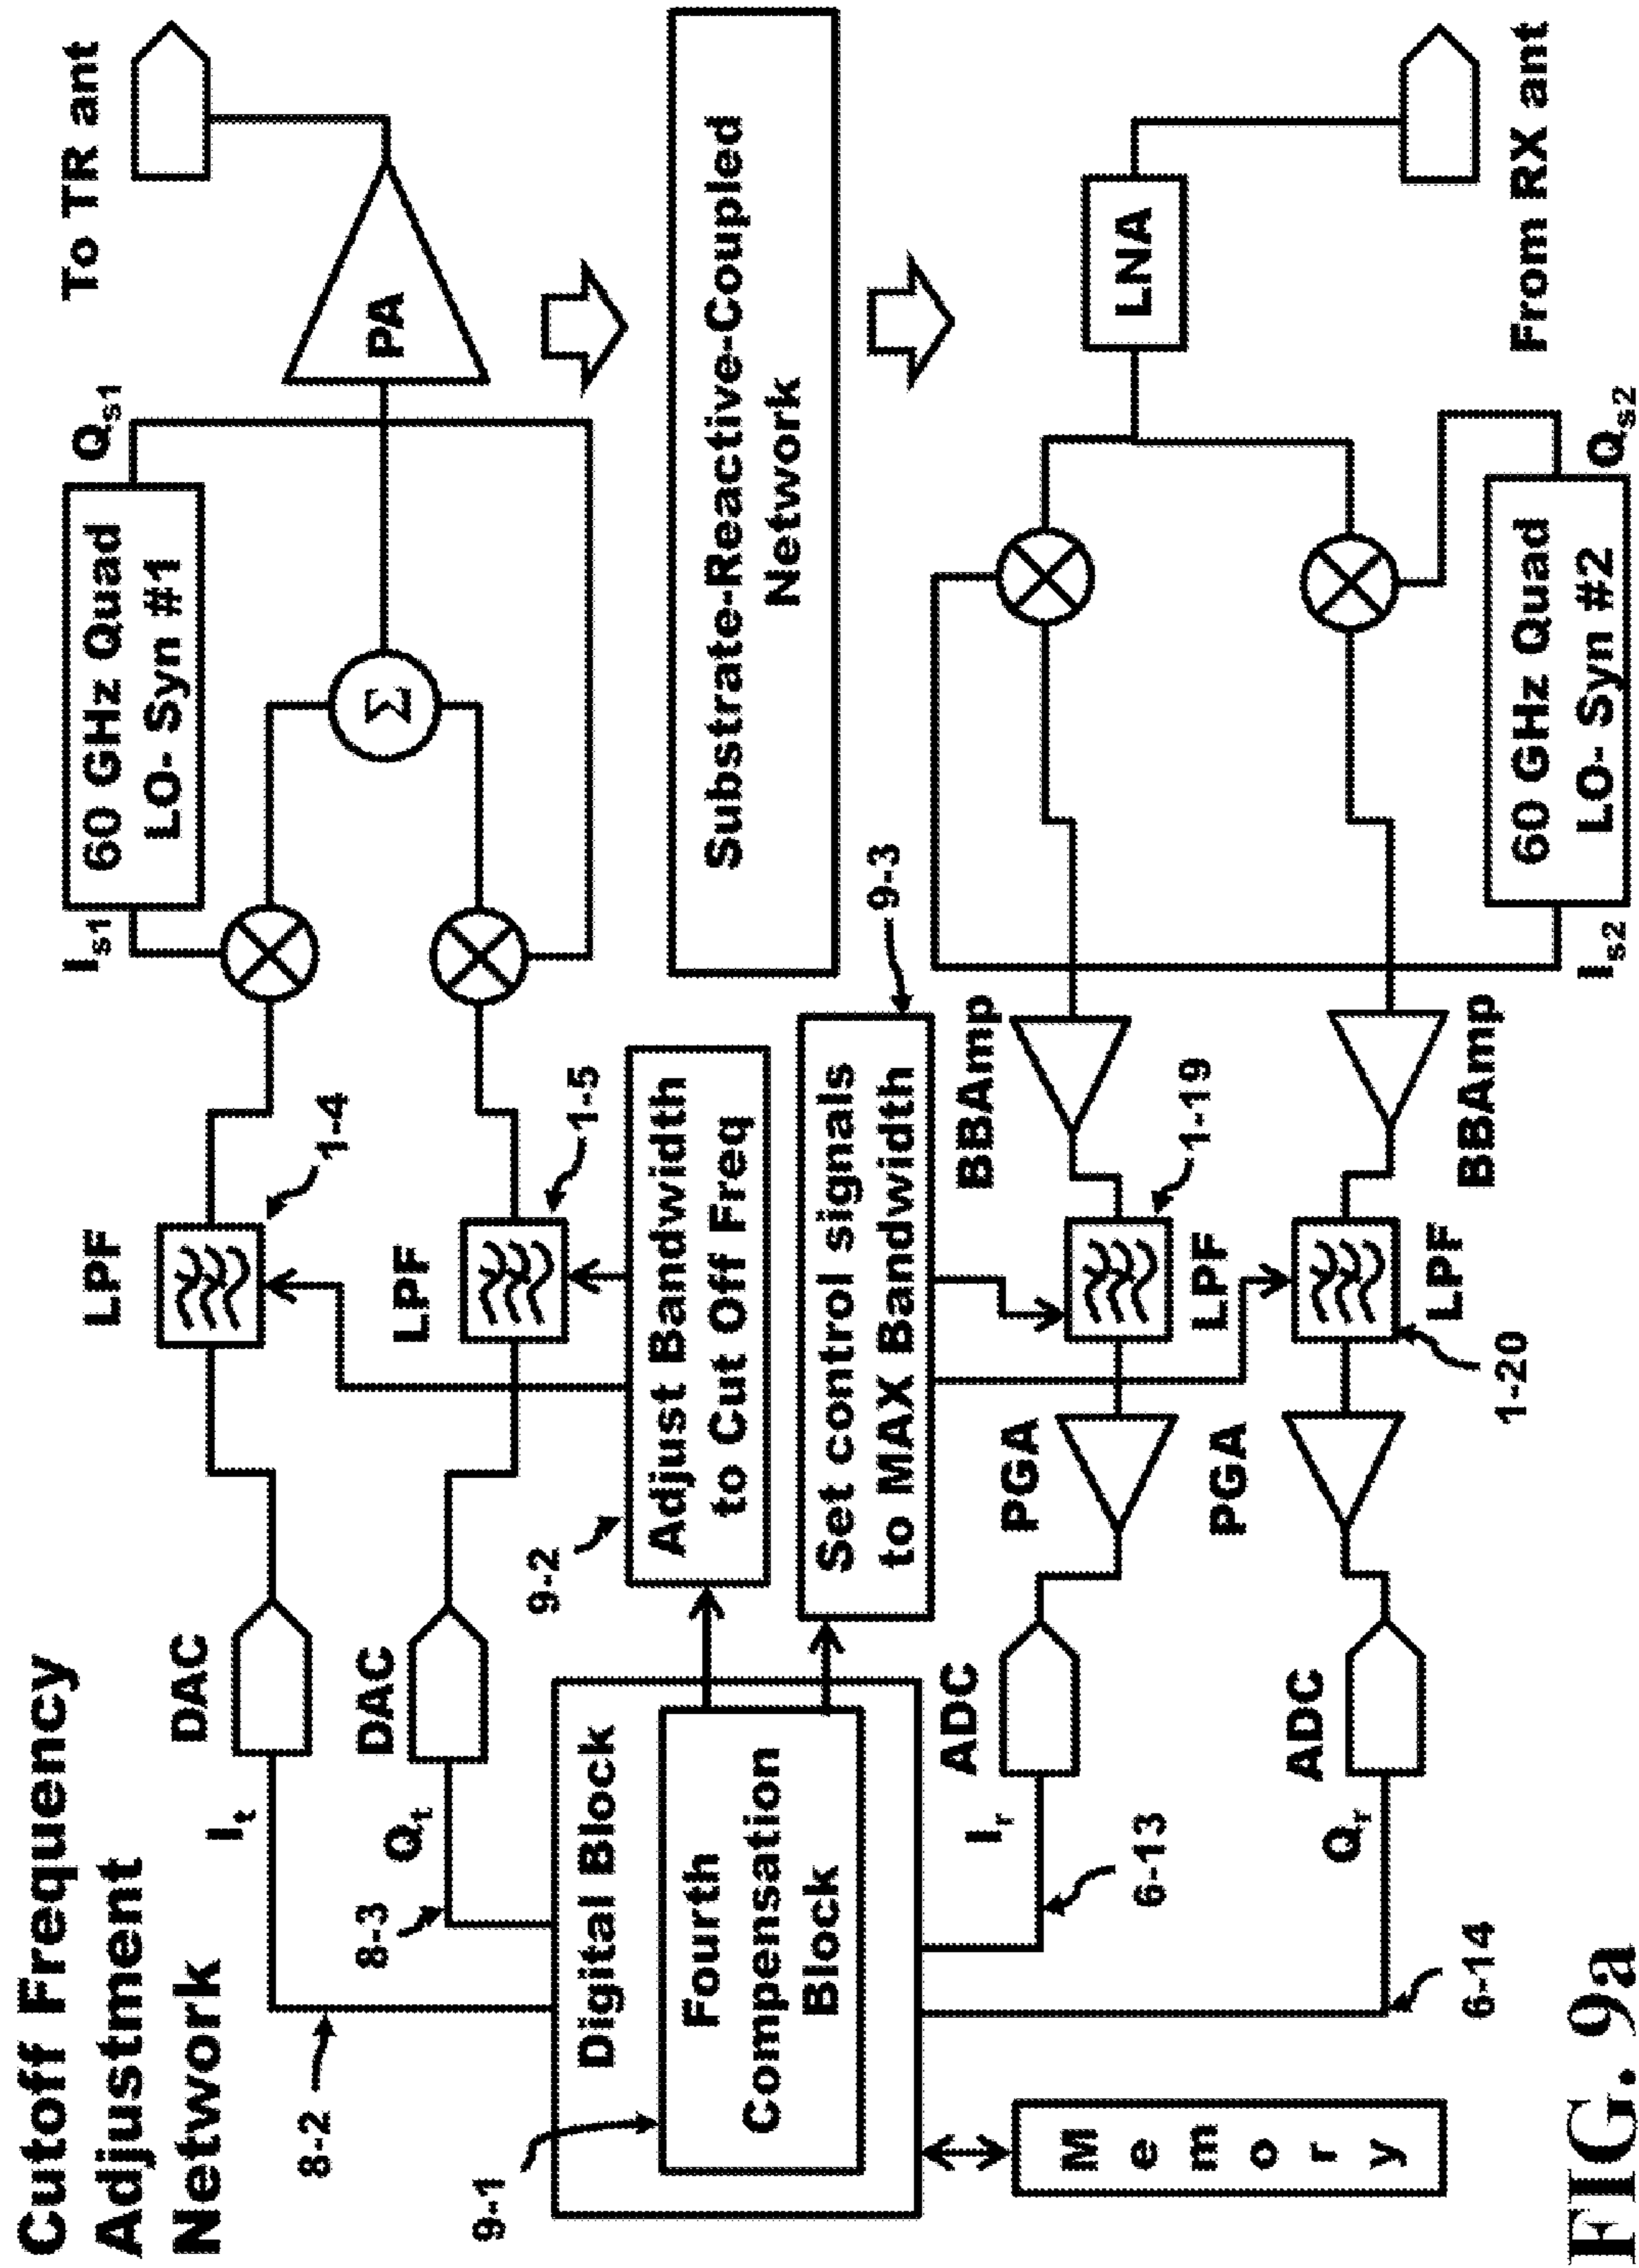 Cutoff Frequency
Adjustment
Network
To TR ant
I_s1
60 GHz Quad
LO- Syn #1
Q_s1
LPF
1-4
DAC
I_t
Σ
PA
LPF
1-5
DAC
Q_t
8-2
8-3
9-2
Adjust Bandwidth
to Cut Off Freq
Substrate-Reactive-Coupled
Network
9-1
Digital Block
Fourth
Compensation
Block
Set control signals
to MAX Bandwidth
9-3
Memory
ADC
I_r
PGA
BBAmp
LNA
6-13
1-19
LPF
PGA
ADC
Q_r
6-14
LPF
1-20
BBAmp
I_s2
60 GHz Quad
LO- Syn #2
Q_s2
From RX ant
FIG. 9a